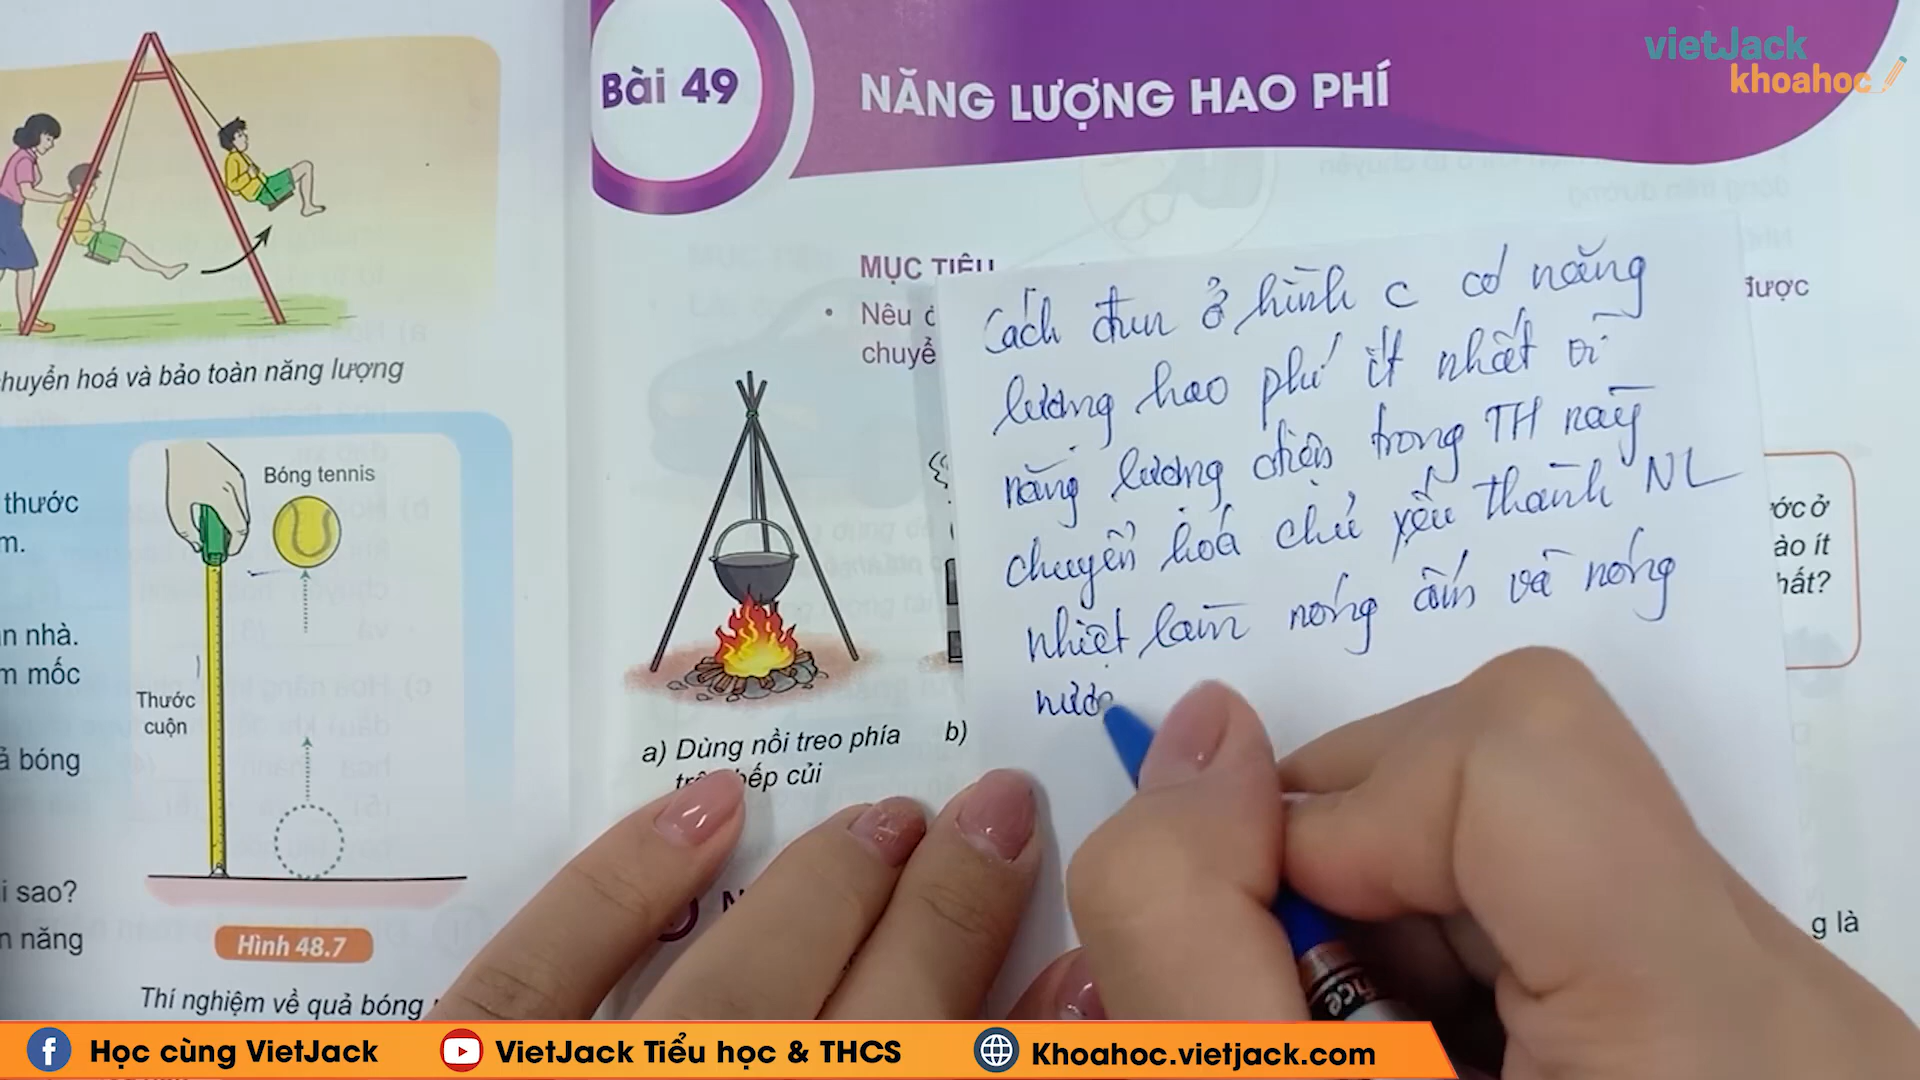 vietJack
khoahoc
Bài 49
NĂNG LƯỢNG HAO PHÍ
MỤC TIÊU
Nêu
chuyể
được
Cách đun ở hình c có năng
lượng hao phí ít nhất vì
năng lượng điện trong TH này
chuyển hoá chủ yếu thành NL
nhiệt làm nóng ấm và nóng
nước
huyển hoá và bảo toàn năng lượng
Bóng tennis
Thước
cuộn
thước
m.
n nhà.
m mốc
ả bóng
i sao?
n năng
Hình 48.7
Thí nghiệm về quả bóng
a) Dùng nồi treo phía
trên bếp củi
b)
ước ở
ào ít
hất?
g là
Học cùng VietJack
VietJack Tiểu học & THCS
Khoahoc.vietjack.com